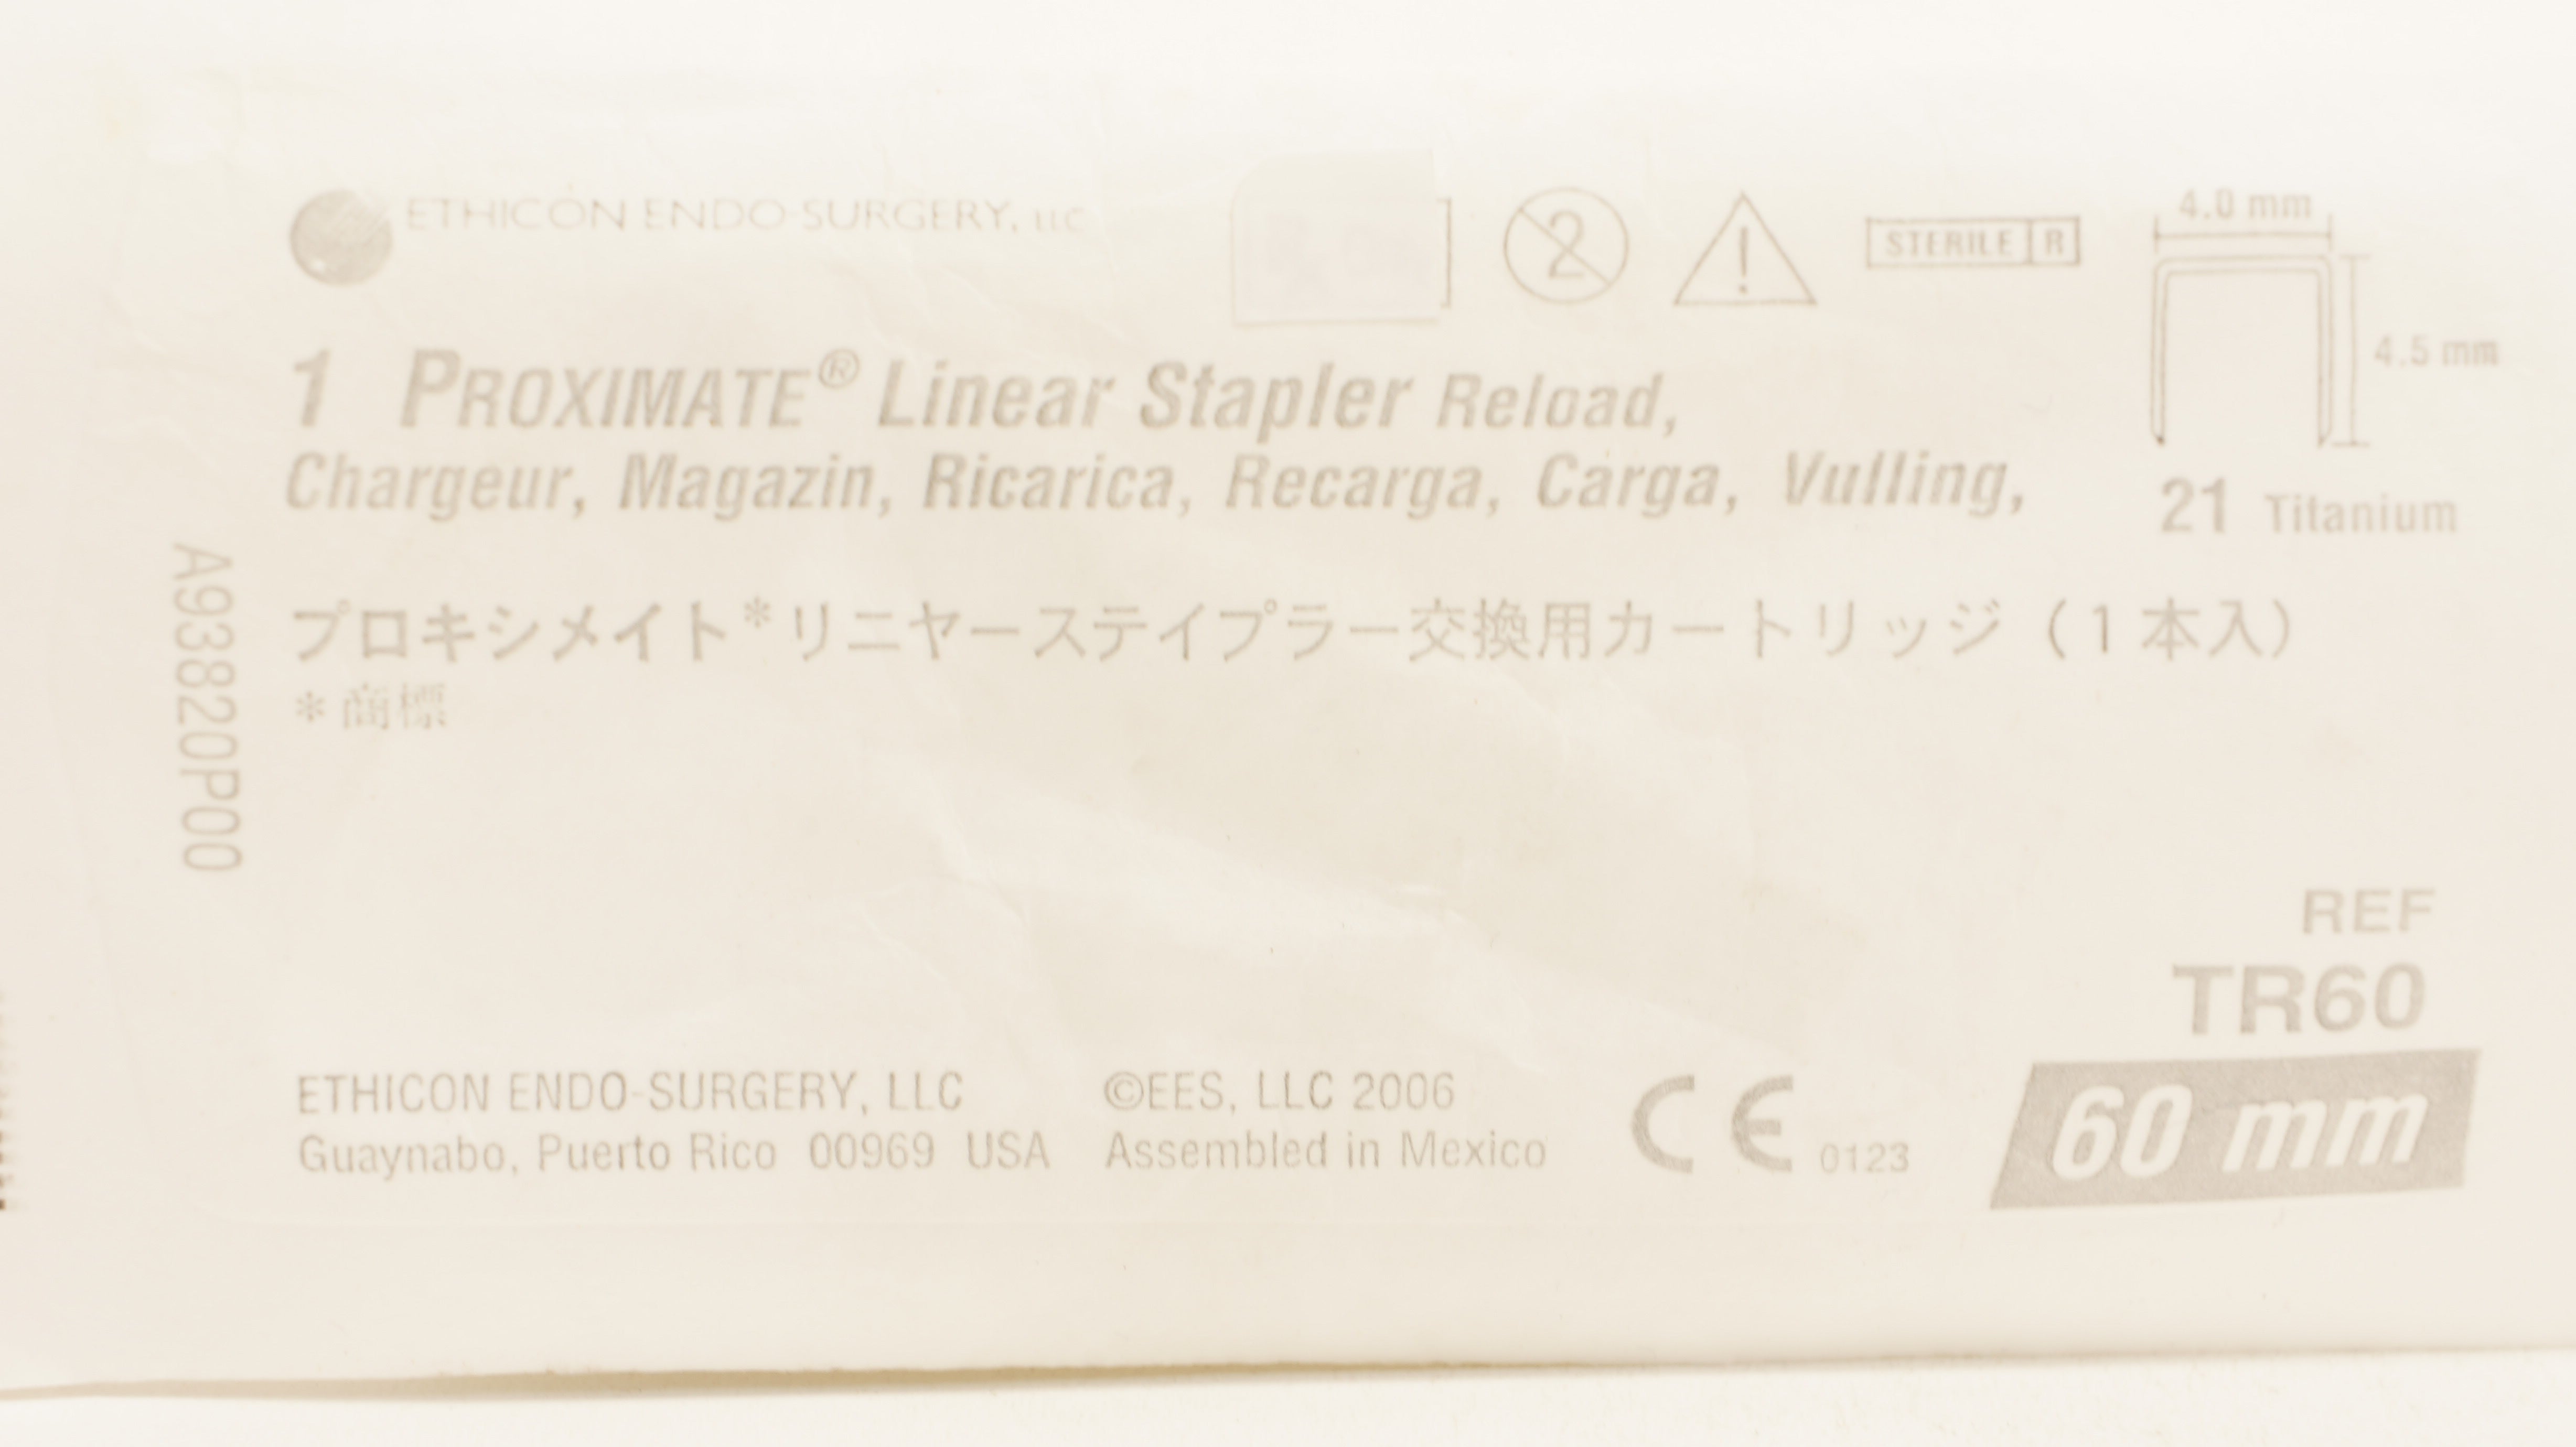 ETHICON ENDO-SURGERY, LLC
2
!
STERILE R
4.0 mm
4.5 mm
1 PROXIMATE® Linear Stapler Reload,
Chargeur, Magazin, Ricarica, Recarga, Carga, Vulling,
21 Titanium
プロキシメイト*リニヤーステイプラー交換用カートリッジ（1本入）
*商標
A93820P00
REF
TR60
60 mm
ETHICON ENDO-SURGERY, LLC
Guaynabo, Puerto Rico 00969 USA
©EES, LLC 2006
Assembled in Mexico
CE 0123